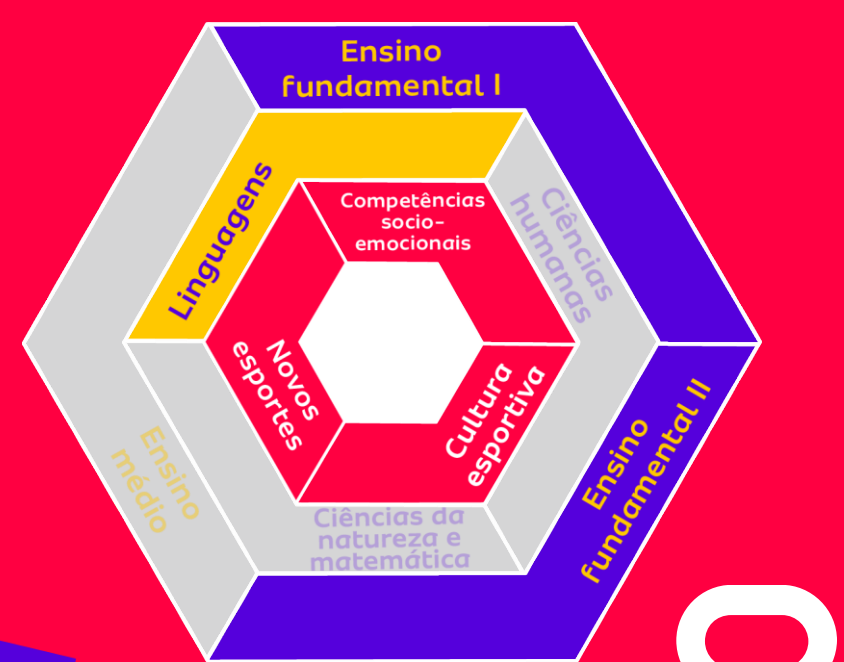 Ensino
fundamental I
Linguagens
Competências
socio-
emocionais
Ciências
humanas
Novos
esportes
Cultura
esportiva
Ensino
médio
Ensino
fundamental II
Ciências da
natureza e
matemática